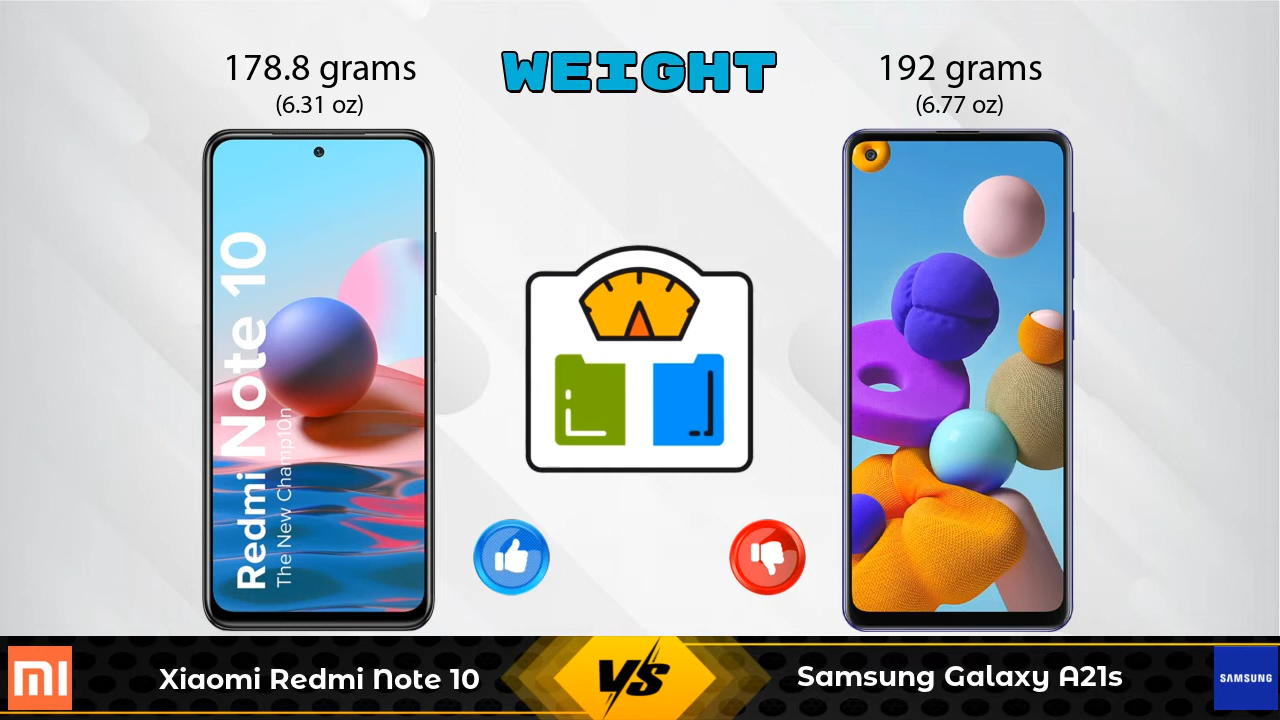 178.8 grams
(6.31 oz)
WEIGHT
192 grams
(6.77 oz)
Redmi Note 10
The New Champ10n
MI
Xiaomi Redmi Note 10
VS
Samsung Galaxy A21s
SAMSUNG